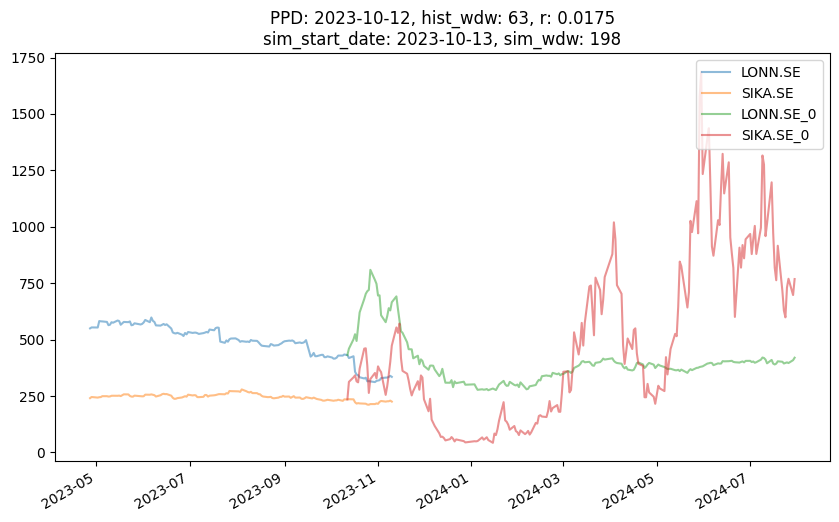 PPD: 2023-10-12, hist_wdw: 63, r: 0.0175
sim_start_date: 2023-10-13, sim_wdw: 198
1750
1500
1250
1000
750
500
250
0
LONN.SE
SIKA.SE
LONN.SE_0
SIKA.SE_0
2023-05
2023-07
2023-09
2023-11
2024-01
2024-03
2024-05
2024-07